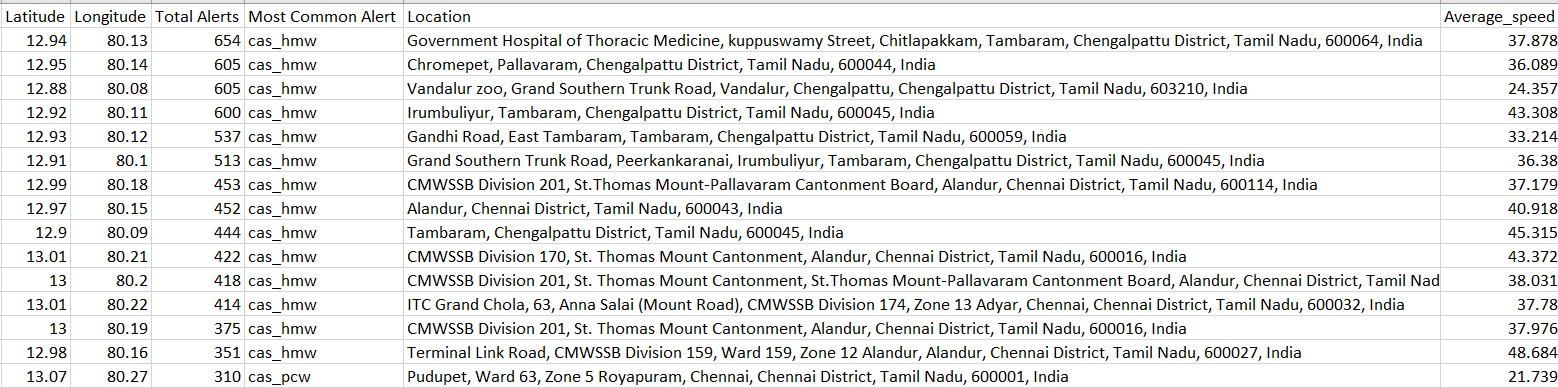 Latitude Longitude Total Alerts Most Common Alert Location Average_speed
12.94 80.13 654 cas_hmw Government Hospital of Thoracic Medicine, kuppuswamy Street, Chitlapakkam, Tambaram, Chengalpattu District, Tamil Nadu, 600064, India 37.878
12.95 80.14 605 cas_hmw Chromepet, Pallavaram, Chengalpattu District, Tamil Nadu, 600044, India 36.089
12.88 80.08 605 cas_hmw Vandalur zoo, Grand Southern Trunk Road, Vandalur, Chengalpattu, Chengalpattu District, Tamil Nadu, 603210, India 24.357
12.92 80.11 600 cas_hmw Irumbuliyur, Tambaram, Chengalpattu District, Tamil Nadu, 600045, India 43.308
12.93 80.12 537 cas_hmw Gandhi Road, East Tambaram, Tambaram, Chengalpattu District, Tamil Nadu, 600059, India 33.214
12.91 80.1 513 cas_hmw Grand Southern Trunk Road, Peerkankaranai, Irumbuliyur, Tambaram, Chengalpattu District, Tamil Nadu, 600045, India 36.38
12.99 80.18 453 cas_hmw CMWSSB Division 201, St.Thomas Mount-Pallavaram Cantonment Board, Alandur, Chennai District, Tamil Nadu, 600114, India 37.179
12.97 80.15 452 cas_hmw Alandur, Chennai District, Tamil Nadu, 600043, India 40.918
12.9 80.09 444 cas_hmw Tambaram, Chengalpattu District, Tamil Nadu, 600045, India 45.315
13.01 80.21 422 cas_hmw CMWSSB Division 170, St. Thomas Mount Cantonment, Alandur, Chennai District, Tamil Nadu, 600016, India 43.372
13 80.2 418 cas_hmw CMWSSB Division 201, St. Thomas Mount Cantonment, St.Thomas Mount-Pallavaram Cantonment Board, Alandur, Chennai District, Tamil Nad 38.031
13.01 80.22 414 cas_hmw ITC Grand Chola, 63, Anna Salai (Mount Road), CMWSSB Division 174, Zone 13 Adyar, Chennai, Chennai District, Tamil Nadu, 600032, India 37.78
13 80.19 375 cas_hmw CMWSSB Division 201, St. Thomas Mount Cantonment, Alandur, Chennai District, Tamil Nadu, 600016, India 37.976
12.98 80.16 351 cas_hmw Terminal Link Road, CMWSSB Division 159, Ward 159, Zone 12 Alandur, Alandur, Chennai District, Tamil Nadu, 600027, India 48.684
13.07 80.27 310 cas_pcw Pudupet, Ward 63, Zone 5 Royapuram, Chennai, Chennai District, Tamil Nadu, 600001, India 21.739